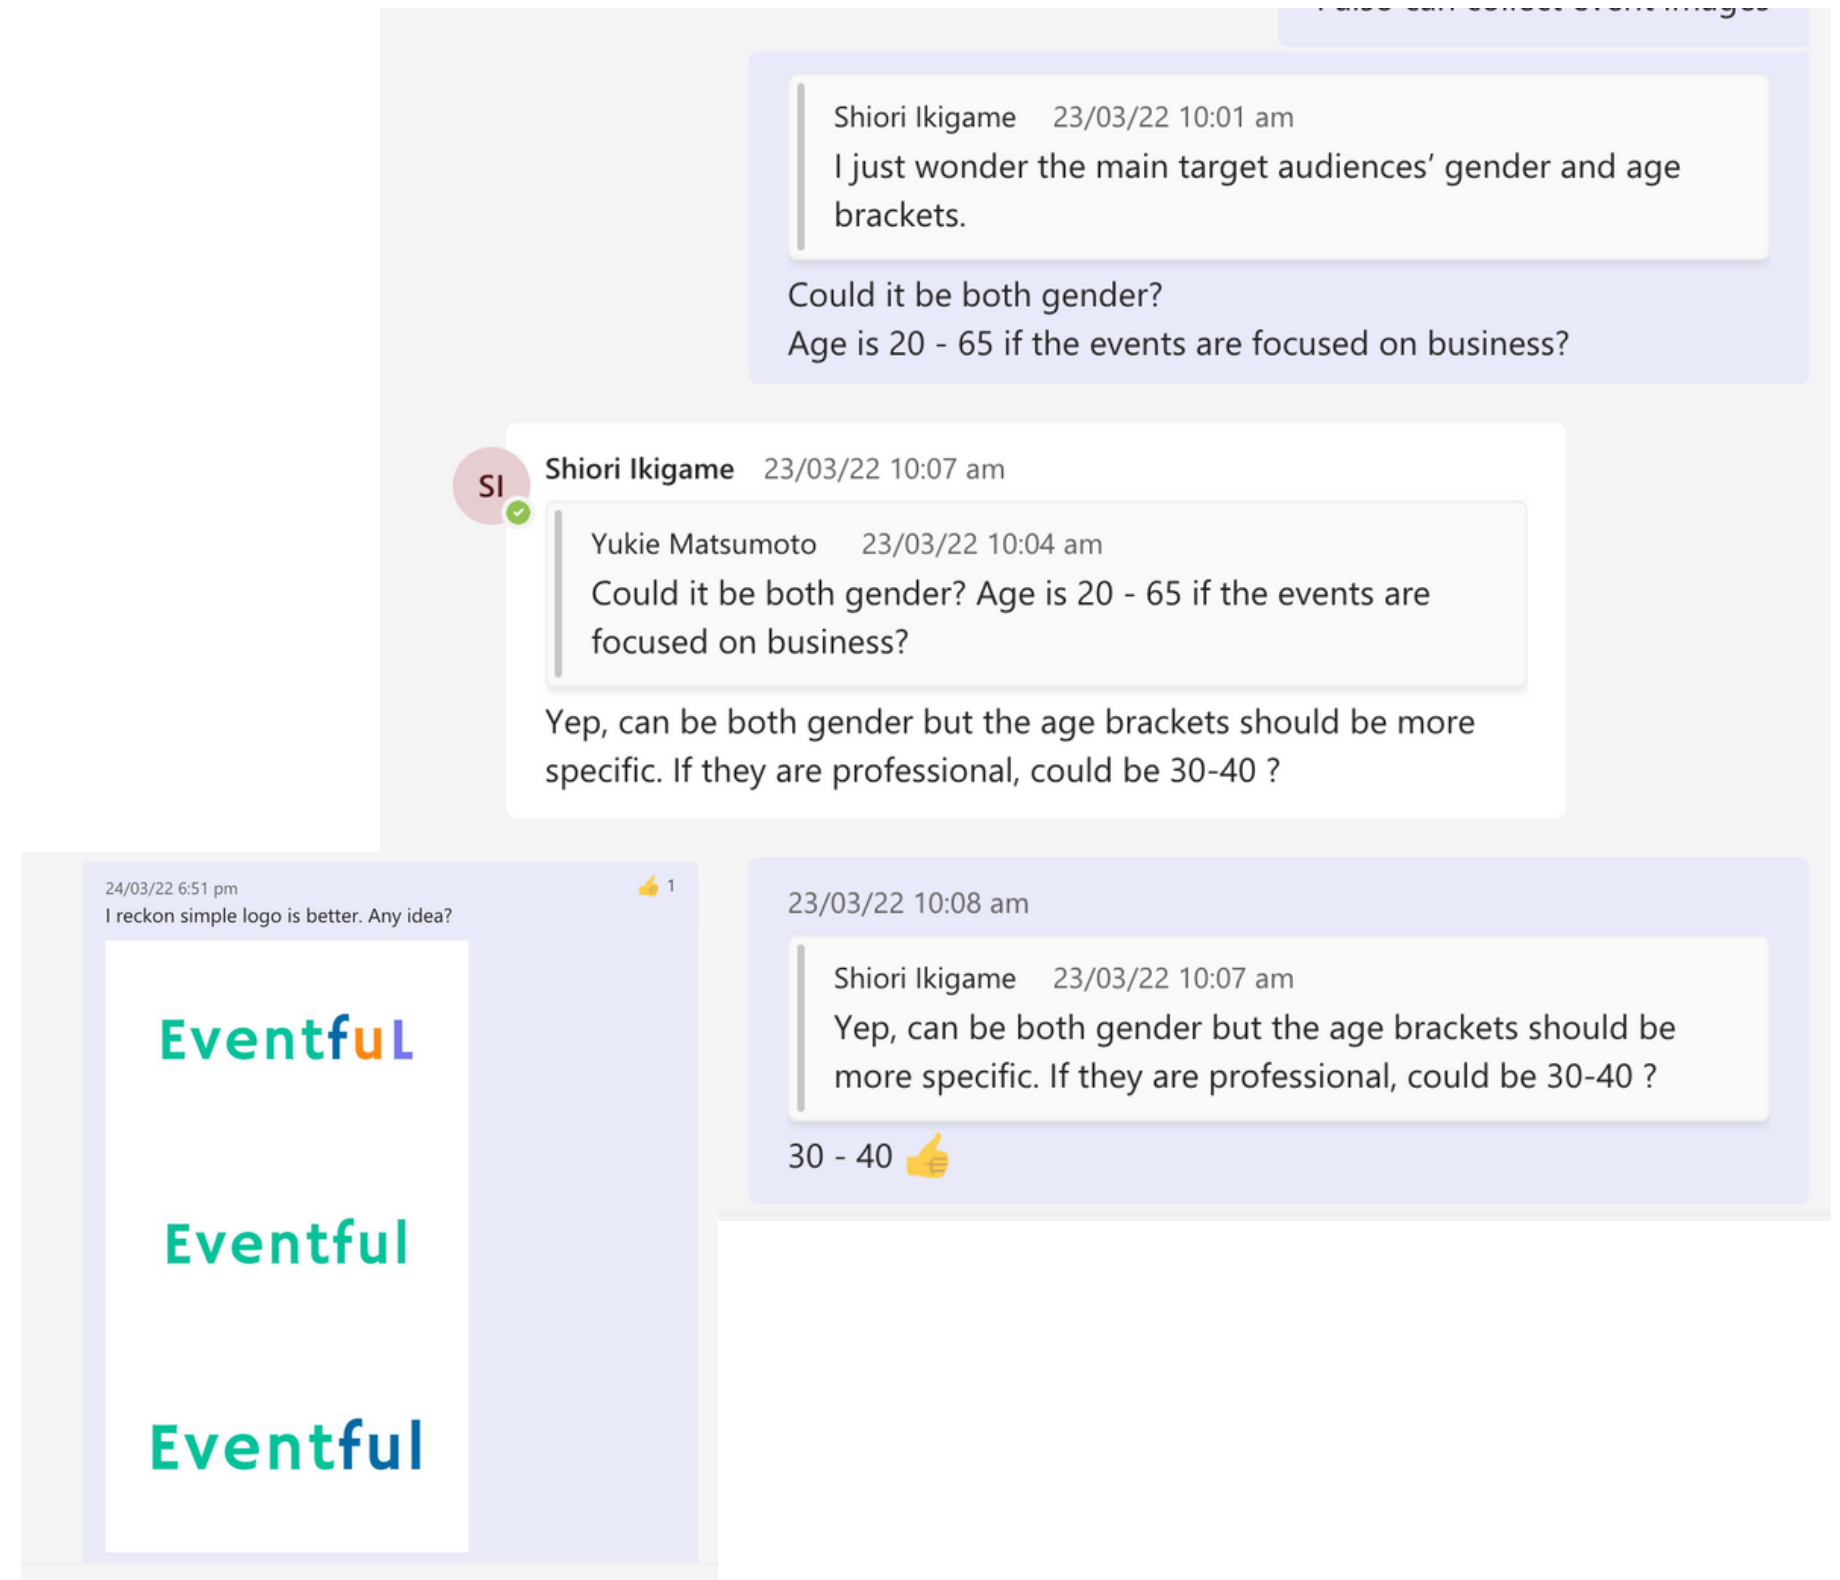 I also can collect event images
Shiori Ikigame 23/03/22 10:01 am
I just wonder the main target audiences' gender and age
brackets.
Could it be both gender?
Age is 20 - 65 if the events are focused on business?
SI
Shiori Ikigame 23/03/22 10:07 am
Yukie Matsumoto 23/03/22 10:04 am
Could it be both gender? Age is 20 - 65 if the events are
focused on business?
Yep, can be both gender but the age brackets should be more
specific. If they are professional, could be 30-40 ?
23/03/22 10:08 am
Shiori Ikigame 23/03/22 10:07 am
Yep, can be both gender but the age brackets should be
more specific. If they are professional, could be 30-40 ?
30 - 40 👍
24/03/22 6:51 pm 👍 1
I reckon simple logo is better. Any idea?
EventfuL
Eventful
Eventful